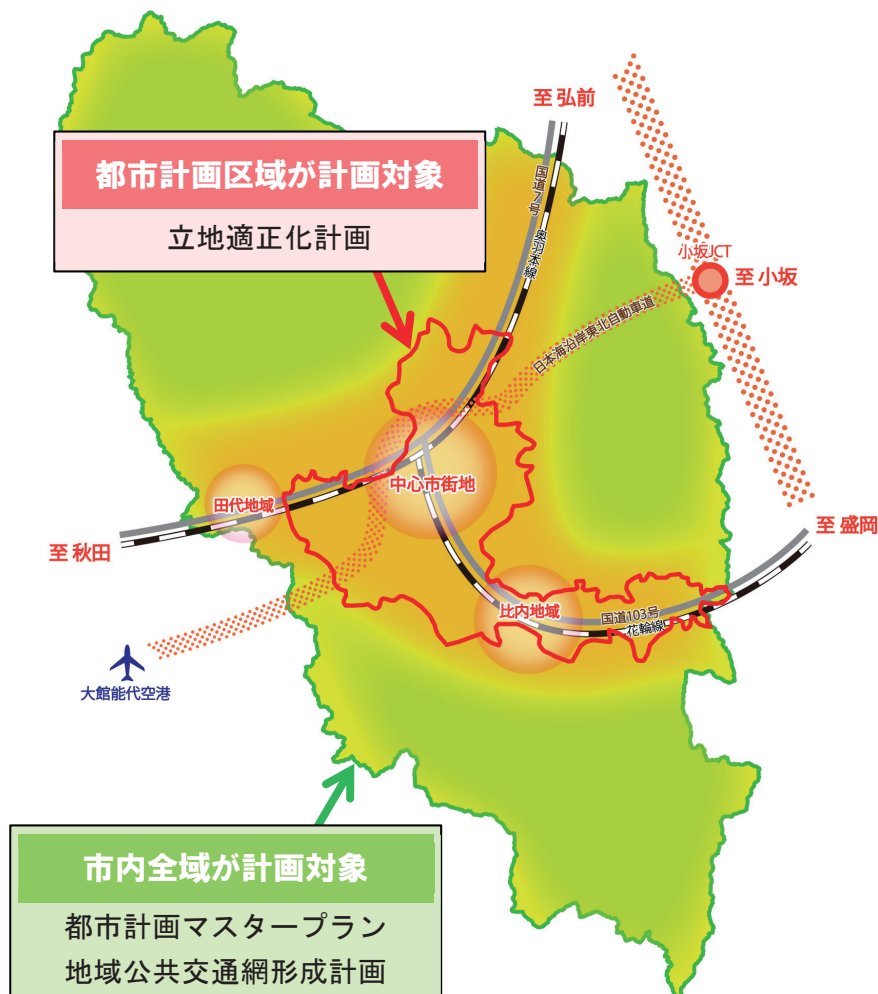 至 弘前
都市計画区域が計画対象
立地適正化計画
国道7号
奥羽本線
小坂JCT
至 小坂
日本海沿岸東北自動車道
中心市街地
田代地域
至 秋田
至 盛岡
比内地域
国道103号
花輪線
大館能代空港
市内全域が計画対象
都市計画マスタープラン
地域公共交通網形成計画